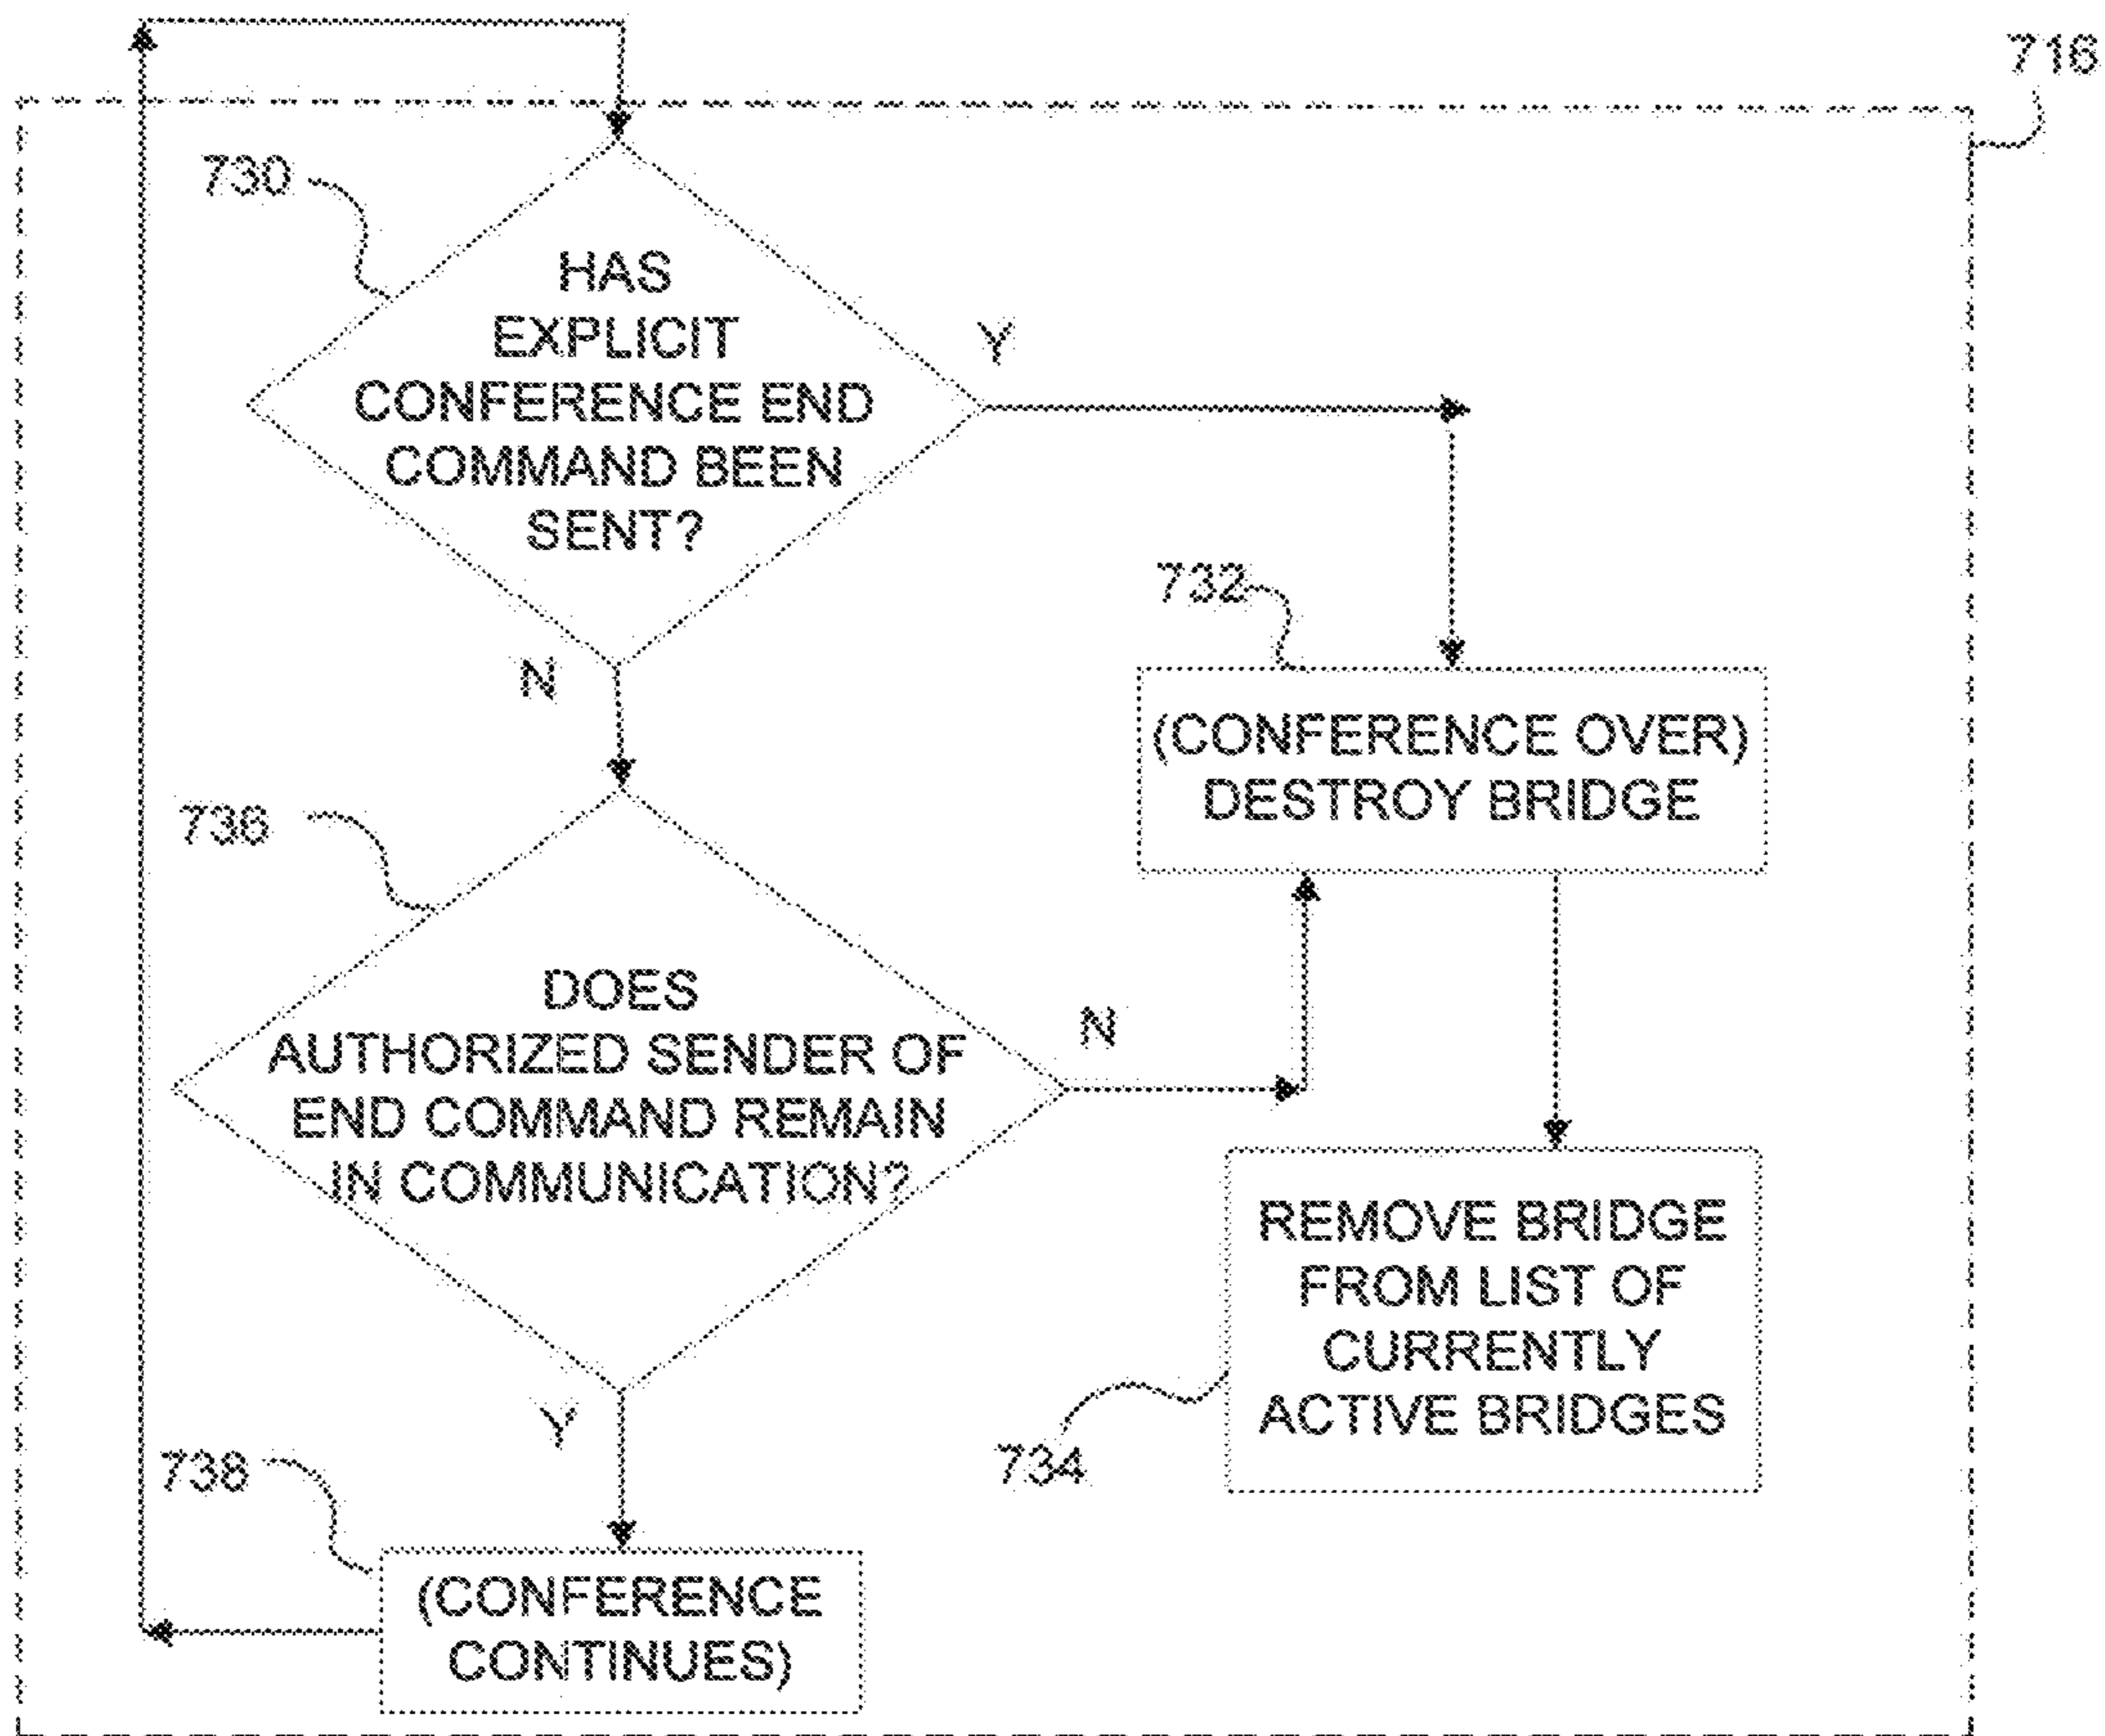 716
730
HAS
EXPLICIT
CONFERENCE END
COMMAND BEEN
SENT?
Y
N
732
(CONFERENCE OVER)
DESTROY BRIDGE
736
DOES
AUTHORIZED SENDER OF
END COMMAND REMAIN
IN COMMUNICATION?
N
Y
REMOVE BRIDGE
FROM LIST OF
CURRENTLY
ACTIVE BRIDGES
734
738
(CONFERENCE
CONTINUES)